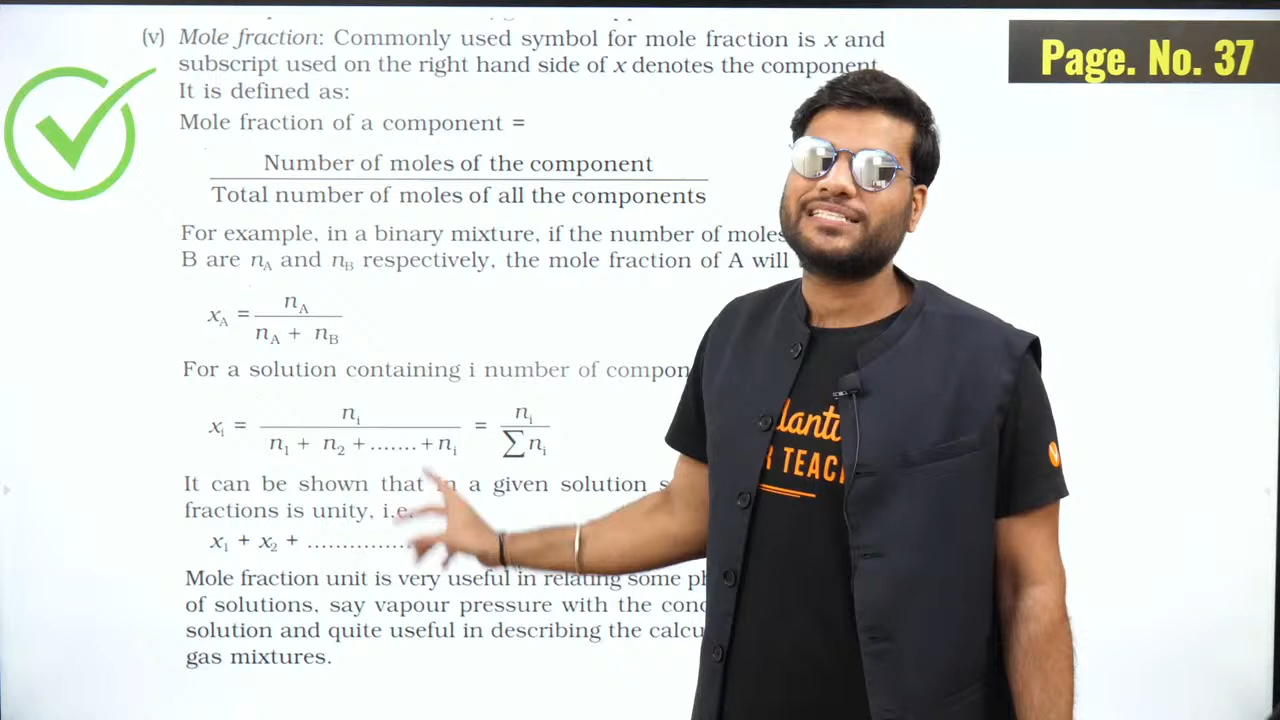 Page. No. 37
(v) Mole fraction: Commonly used symbol for mole fraction is x and
subscript used on the right hand side of x denotes the component.
It is defined as:
Mole fraction of a component =
Number of moles of the component
Total number of moles of all the components
For example, in a binary mixture, if the number of moles
B are nA and nB respectively, the mole fraction of A will
xA = nA / nA + nB
For a solution containing i number of
xi = ni / n1 + n2 + ....... + ni = ni / ∑ni
It can be shown that in a given solution
fractions is unity, i.e.
x1 + x2 + ...............
Mole fraction unit is very useful in relating some
of solutions, say vapour pressure with the
solution and quite useful in describing the
gas mixtures.